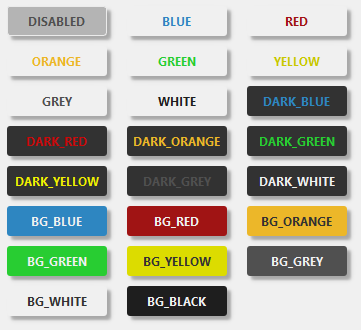 DISABLED BLUE RED
ORANGE GREEN YELLOW
GREY WHITE DARK_BLUE
DARK_RED DARK_ORANGE DARK_GREEN
DARK_YELLOW DARK_GREY DARK_WHITE
BG_BLUE BG_RED BG_ORANGE
BG_GREEN BG_YELLOW BG_GREY
BG_WHITE BG_BLACK